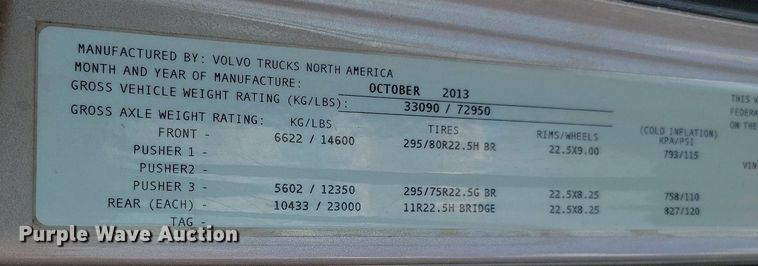 MANUFACTURED BY: VOLVO TRUCKS NORTH AMERICA
MONTH AND YEAR OF MANUFACTURE: OCTOBER 2013
GROSS VEHICLE WEIGHT RATING (KG/LBS): 33090 / 72950
GROSS AXLE WEIGHT RATING: KG/LBS TIRES RIMS/WHEELS (COLD INFLATION) KPA/PSI
FRONT - 6622 / 14600 295/80R22.5H BR 22.5X9.00 793/115
PUSHER 1 -
PUSHER2 -
PUSHER 3 - 5602 / 12350 295/75R22.5G BR 22.5X8.25 758/110
REAR (EACH) - 10433 / 23000 11R22.5H BRIDGE 22.5X8.25 827/120
TAG -
THIS V
FEDERA
ON THE
VIN
Purple Wave Auction